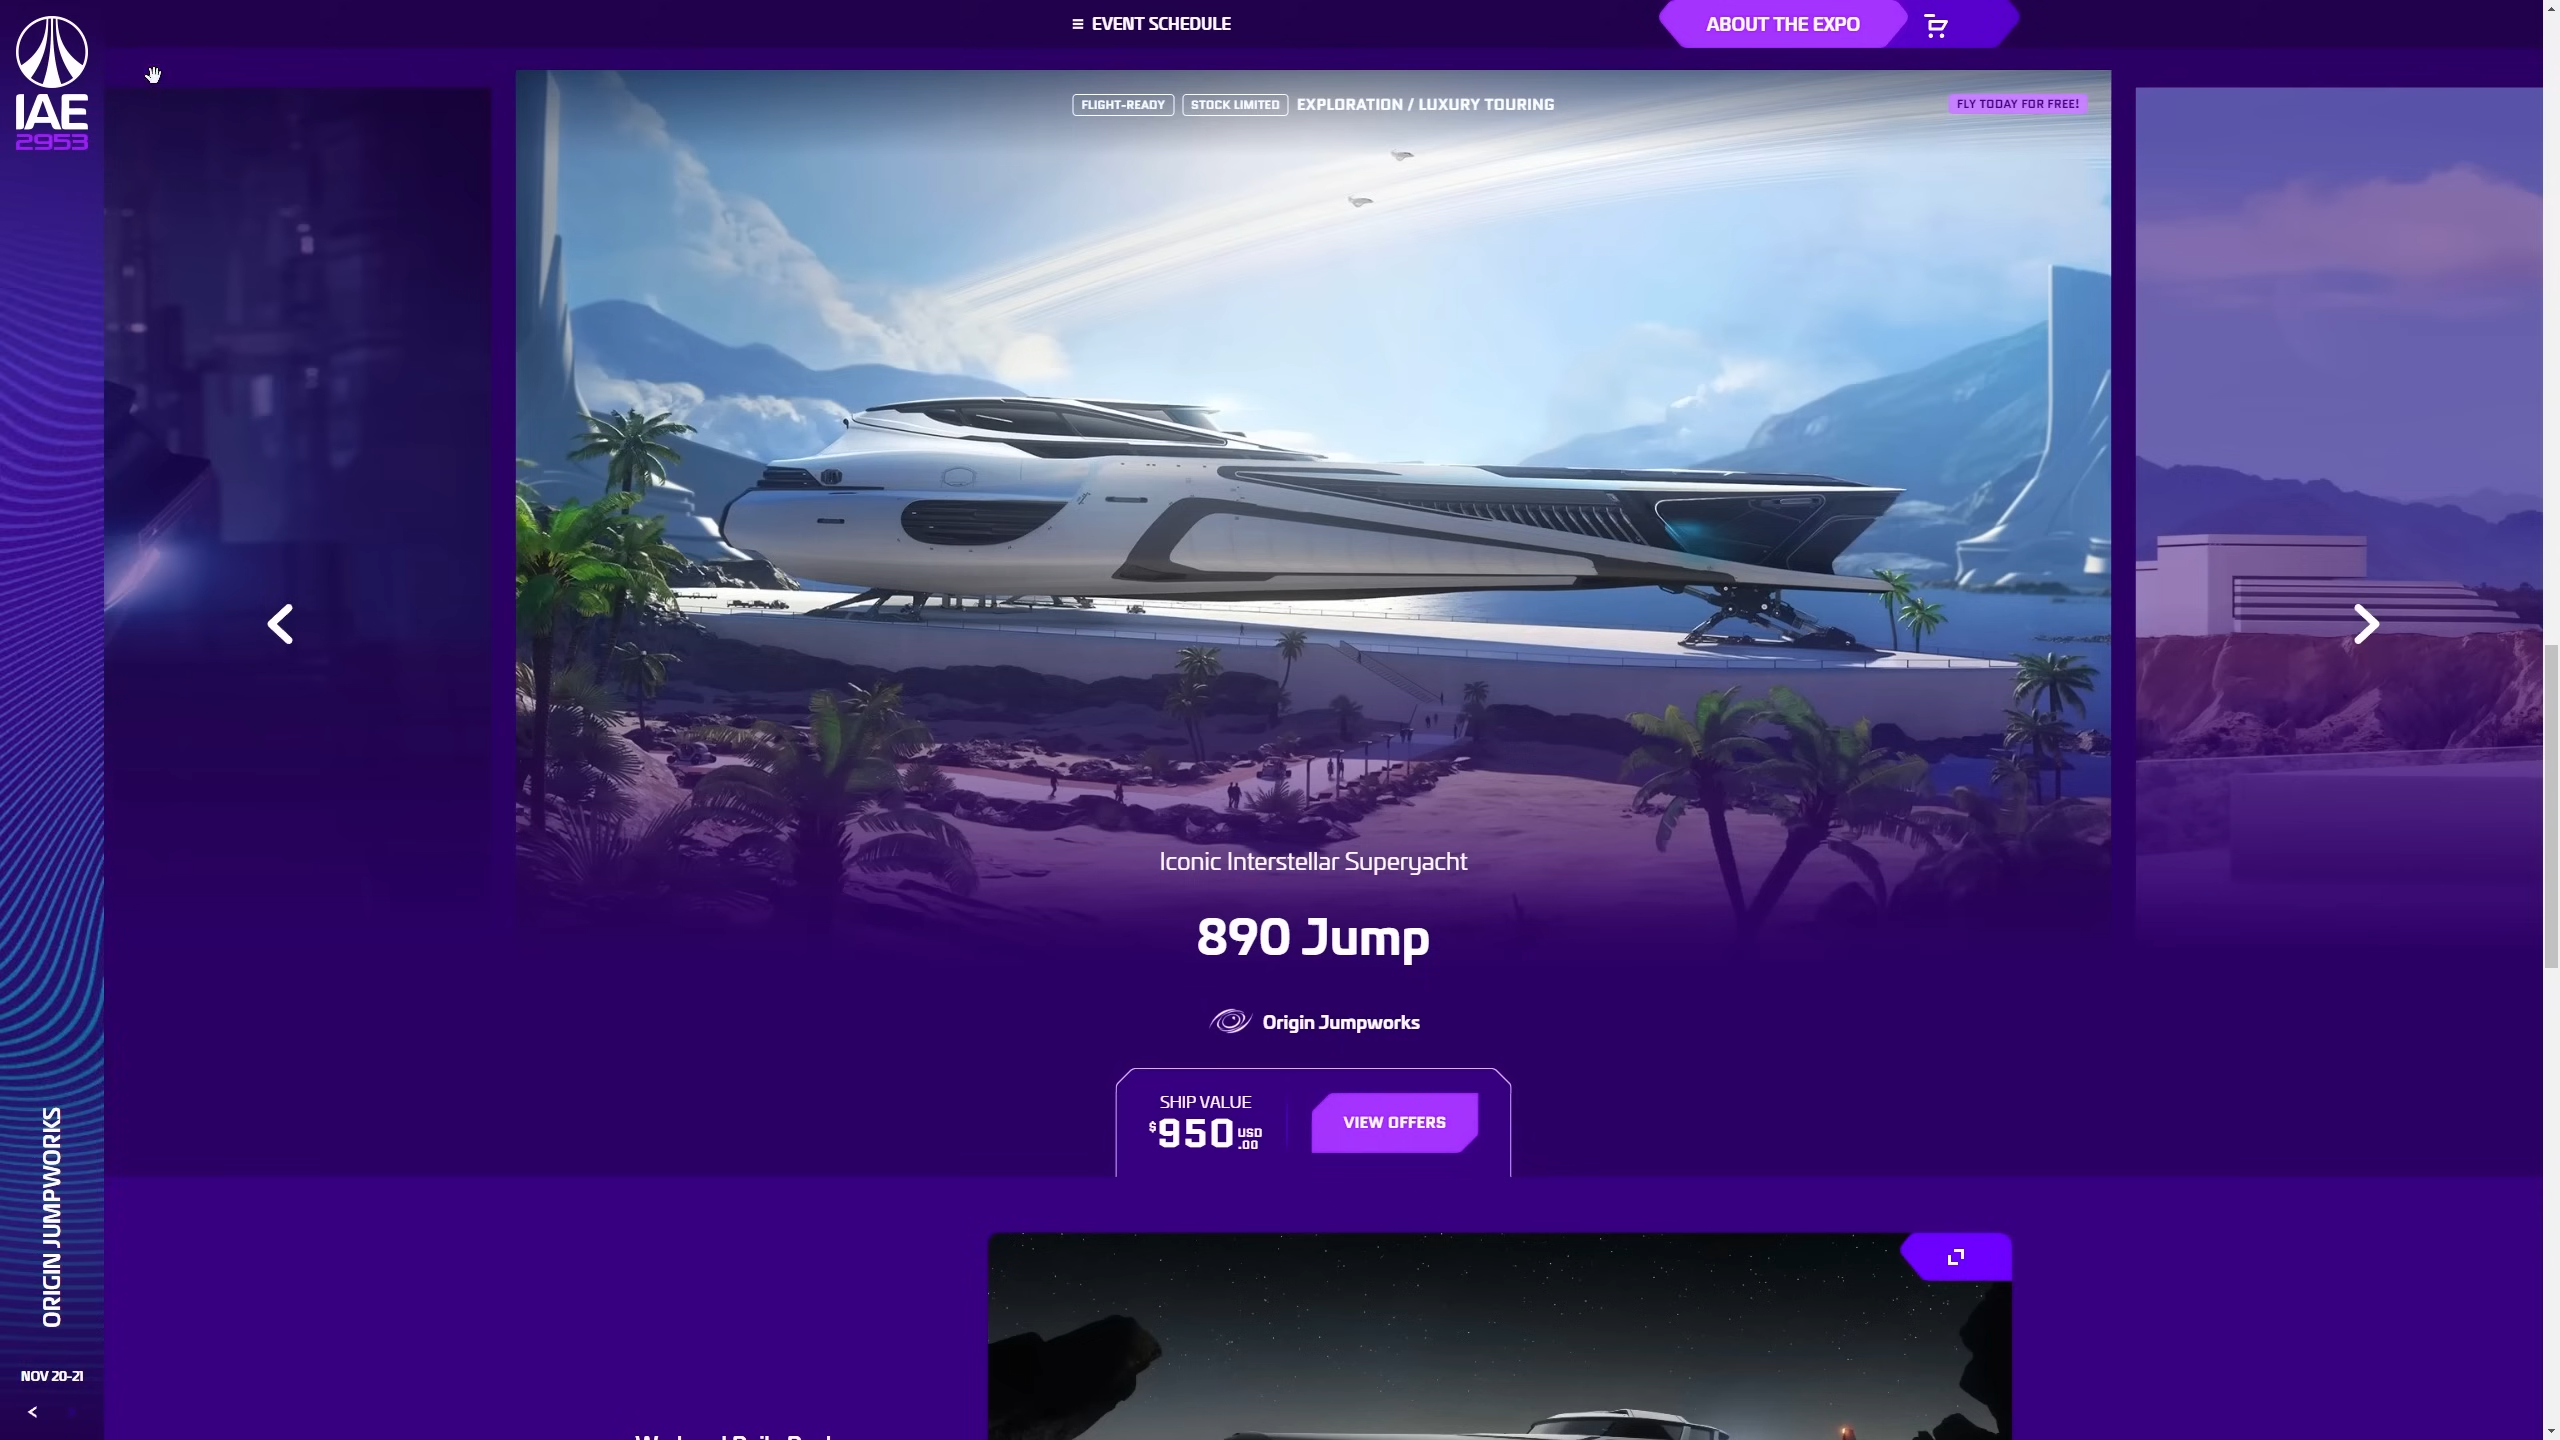 IAE
2953
EVENT SCHEDULE
ABOUT THE EXPO
FLIGHT-READY
STOCK LIMITED
EXPLORATION / LUXURY TOURING
FLY TODAY FOR FREE!
Iconic Interstellar Superyacht
890 Jump
Origin Jumpworks
SHIP VALUE
$950 USD .00
VIEW OFFERS
ORIGIN JUMPWORKS
NOV 20-21